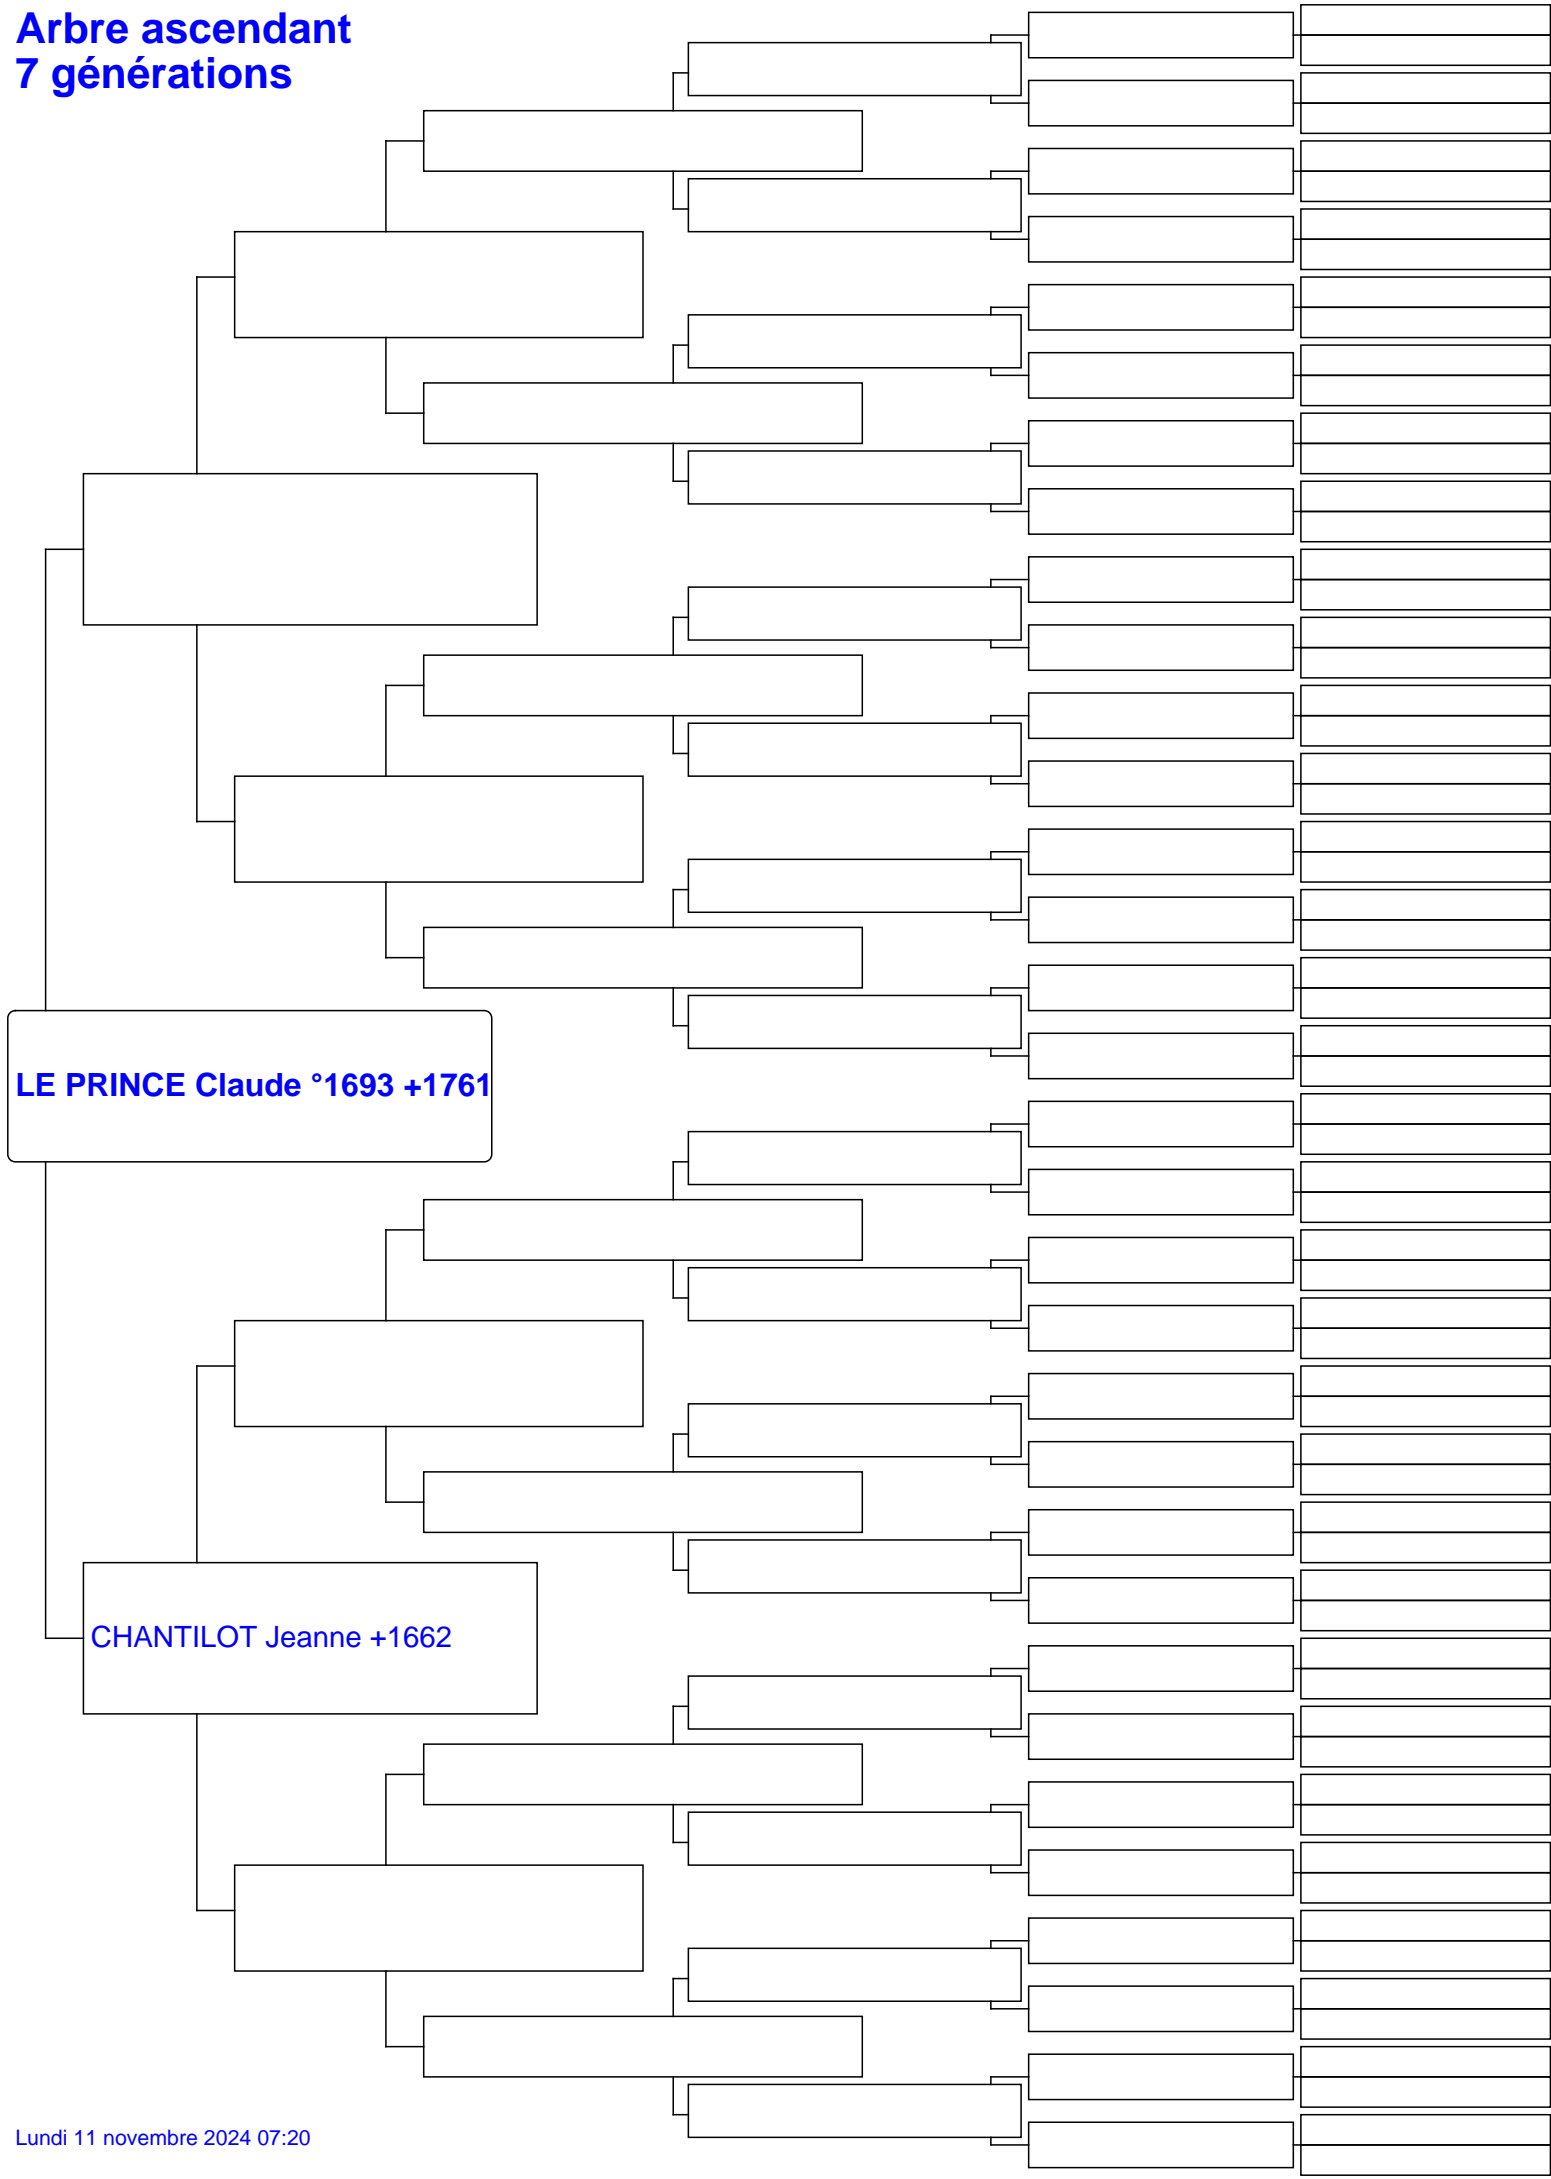 Arbre ascendant
7 générations
LE PRINCE Claude °1693 +1761
CHANTILOT Jeanne +1662
Lundi 11 novembre 2024 07:20